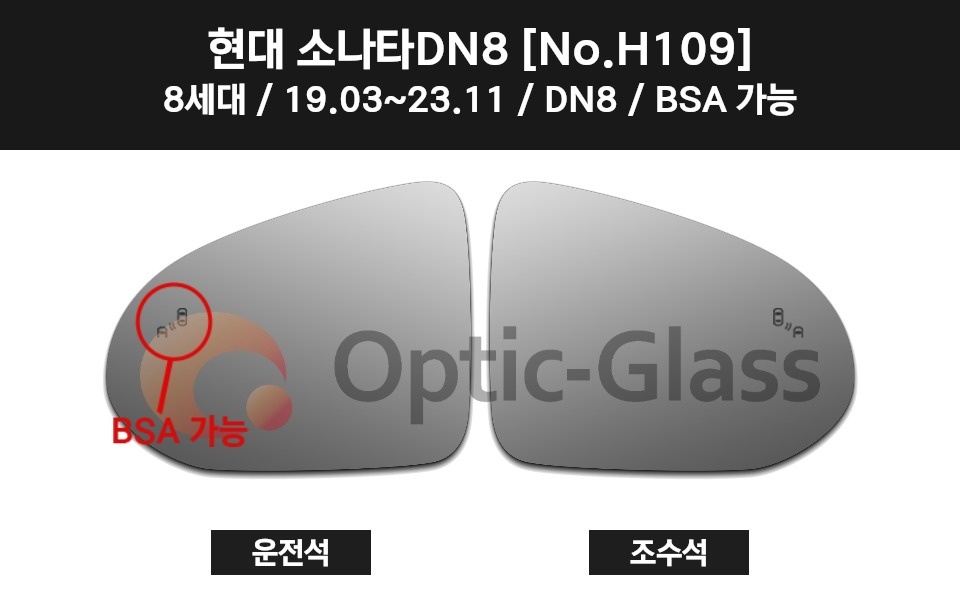 현대 소나타DN8 [No.H109]
8세대 / 19.03~23.11 / DN8 / BSA 가능
Optic-Glass
BSA 가능
운전석
조수석